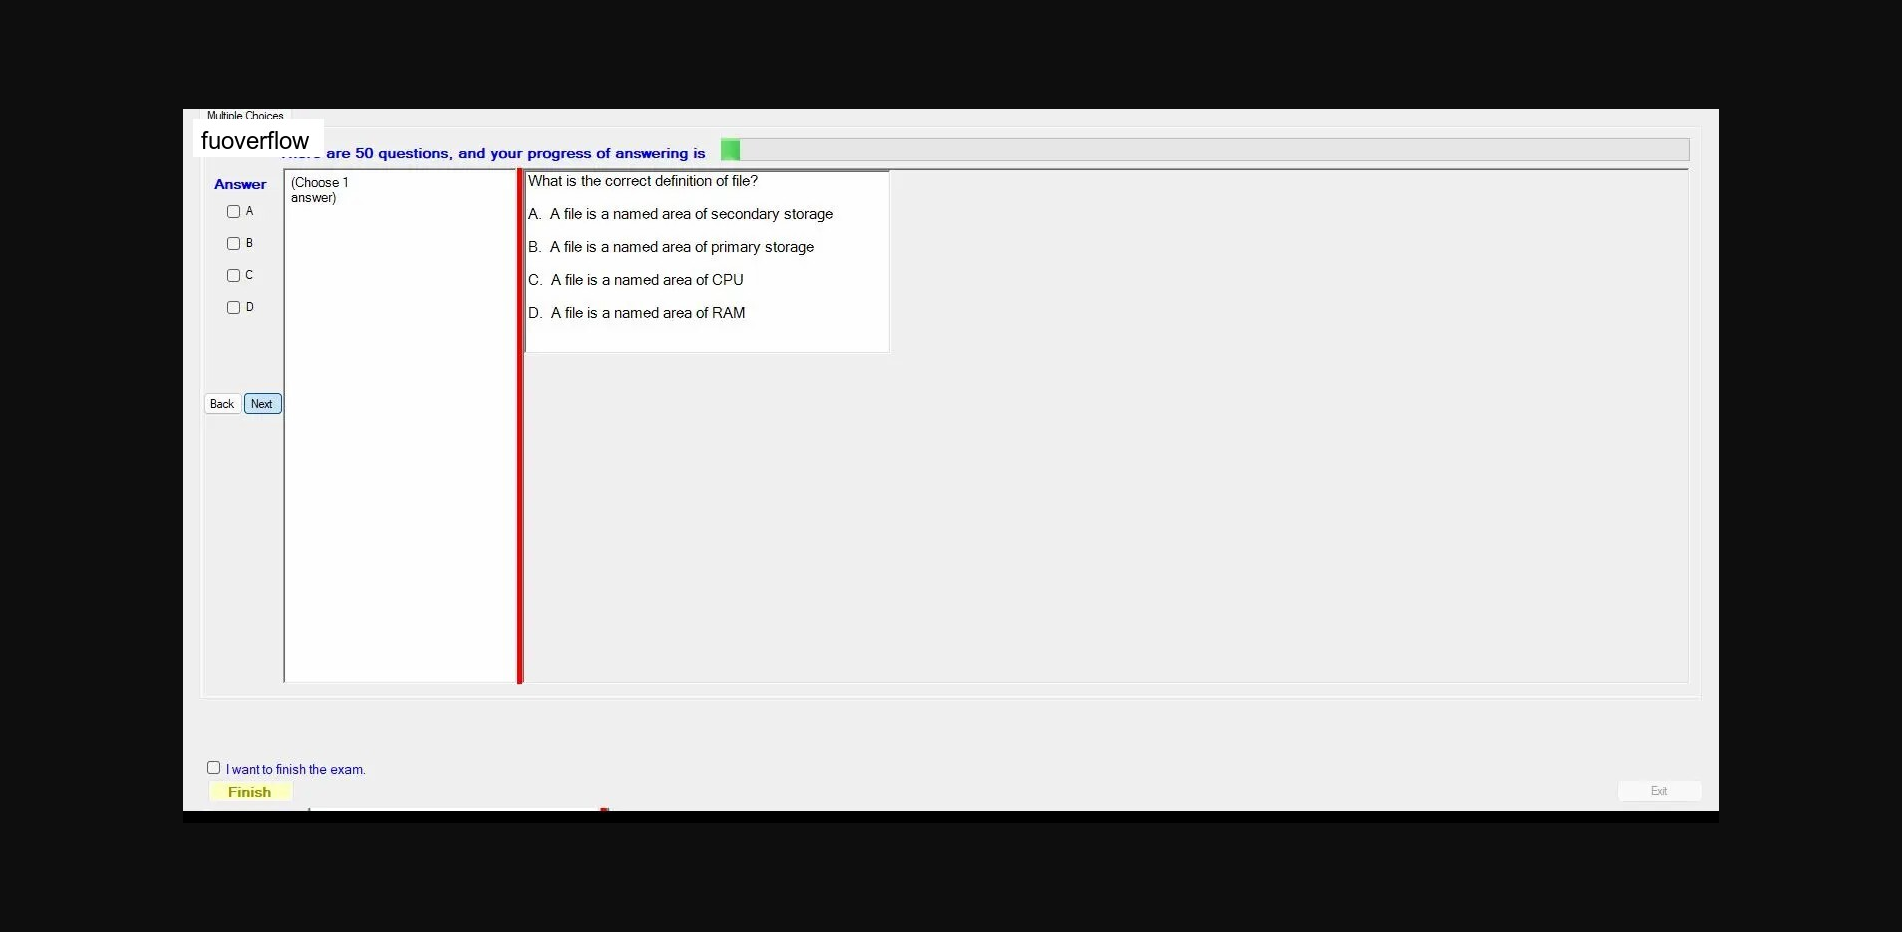 Multiple Choices
fuoverflow
are 50 questions, and your progress of answering is
Answer
(Choose 1
answer)
A
B
C
D
What is the correct definition of file?
A. A file is a named area of secondary storage
B. A file is a named area of primary storage
C. A file is a named area of CPU
D. A file is a named area of RAM
Back
Next
I want to finish the exam.
Finish
Exit